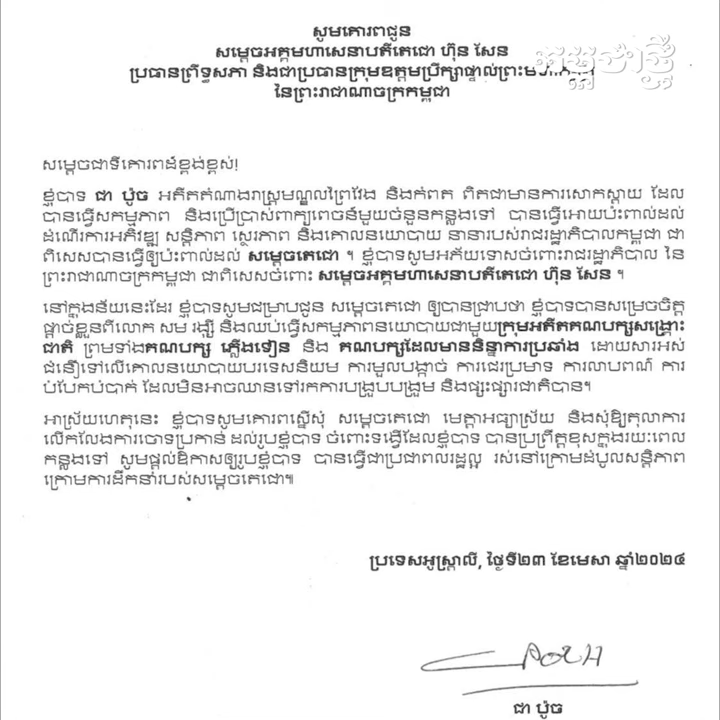 សូមគោរពជូន
សម្តេចអគ្គមហាសេនាបតីតេជោ ហ៊ុន សែន
ប្រធានព្រឹទ្ធសភា និងជាប្រធានក្រុមឧត្តមប្រឹក្សាផ្ទាល់
នៃព្រះរាជាណាចក្រកម្ពុជា
សម្តេចជាទីគោរពដ៏ខ្ពង់ខ្ពស់!
ខ្ញុំបាទ ជា ប៉ូច អតីតតំណាងរាស្ត្រមណ្ឌលព្រៃវែង និងកំពត ពិតជាមានការសោកស្តាយ ដែល
បានធ្វើសកម្មភាព និងប្រើប្រាស់ពាក្យពេចន៍មួយចំនួនកន្លងទៅ បានធ្វើអោយប៉ះពាល់ដល់
ដំណើរការអភិវឌ្ឍ សន្តិភាព ស្ថេរភាព និងគោលនយោបាយ នានារបស់រាជរដ្ឋាភិបាលកម្ពុជា ជា
ពិសេសបានធ្វើឲ្យប៉ះពាល់ដល់ សម្តេចតេជោ ។ ខ្ញុំបាទសូមអភ័យទោសចំពោះរាជរដ្ឋាភិបាល នៃ
ព្រះរាជាណាចក្រកម្ពុជា ជាពិសេសចំពោះ សម្តេចអគ្គមហាសេនាបតីតេជោ ហ៊ុន សែន ។
នៅក្នុងន័យនេះដែរ ខ្ញុំបាទសូមជម្រាបជូន សម្តេចតេជោ ឲ្យបានជ្រាបថា ខ្ញុំបាទបានសម្រេចចិត្ត
ផ្តាច់ខ្លួនពីលោក សម រង្ស៊ី និងឈប់ធ្វើសកម្មភាពនយោបាយជាមួយក្រុមអតីតគណបក្សសង្គ្រោះ
ជាតិ ព្រមទាំងគណបក្ស ភ្លើងទៀន និង គណបក្សដែលមាននិន្នាការប្រឆាំង ដោយសារអស់
ជំនឿទៅលើគោលនយោបាយបរទេសនិយម ការមួលបង្កាច់ ការជេរប្រមាថ ការលាបពណ៌ ការ
បំបែកបំបាក់ ដែលមិនអាចឈានទៅរកការបង្រួបបង្រួម និងផ្សះផ្សារជាតិបាន។
អាស្រ័យហេតុនេះ ខ្ញុំបាទសូមគោរពស្នើសុំ សម្តេចតេជោ មេត្តាអធ្យាស្រ័យ និងសុំឱ្យតុលាការ
លើកលែងការចោទប្រកាន់ ដល់រូបខ្ញុំបាទ ចំពោះទង្វើដែលខ្ញុំបាទ បានប្រព្រឹត្តខុសក្នុងរយៈពេល
កន្លងទៅ សូមផ្តល់ឱកាសឲ្យរូបខ្ញុំបាទ បានធ្វើជាប្រជាពលរដ្ឋល្អ រស់នៅក្រោមដំបូលសន្តិភាព
ក្រោមការដឹកនាំរបស់សម្តេចតេជោ៕
ប្រទេសអូស្ត្រាលី, ថ្ងៃទី២៣ ខែមេសា ឆ្នាំ២០២៤
POCH
ជា ប៉ូច